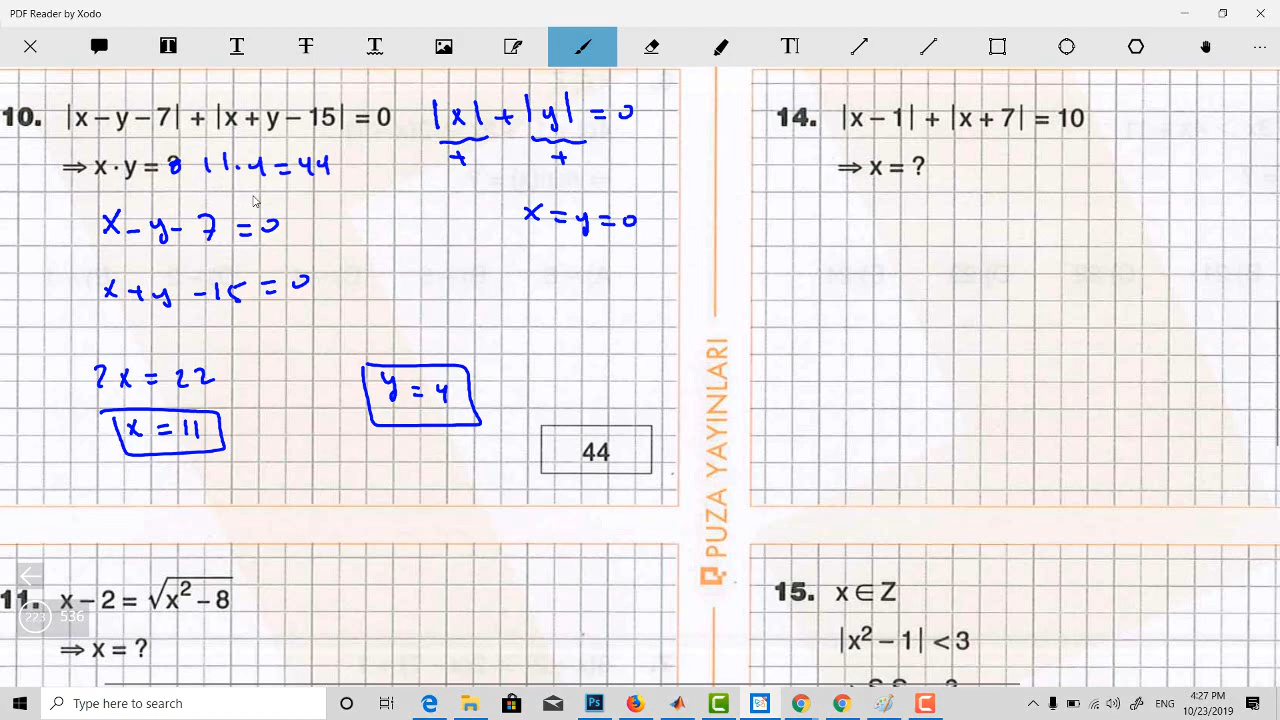 PDF Reader by Xodo
10. |x – y – 7| + |x + y – 15| = 0
|x| + |y| = 0
+ +
⇒ x · y = 11 · 4 = 44
x – y – 7 = 0
x = y = 0
x + y – 15 = 0
2x = 22
y = 4
x = 11
44
PUZA YAYINLARI
14. |x – 1| + |x + 7| = 10
⇒ x = ?
11. x – 2 = √x² – 8
⇒ x = ?
223 536
15. x ∈ Z
|x² – 1| < 3
Type here to search
4:27 PM
10/23/2019